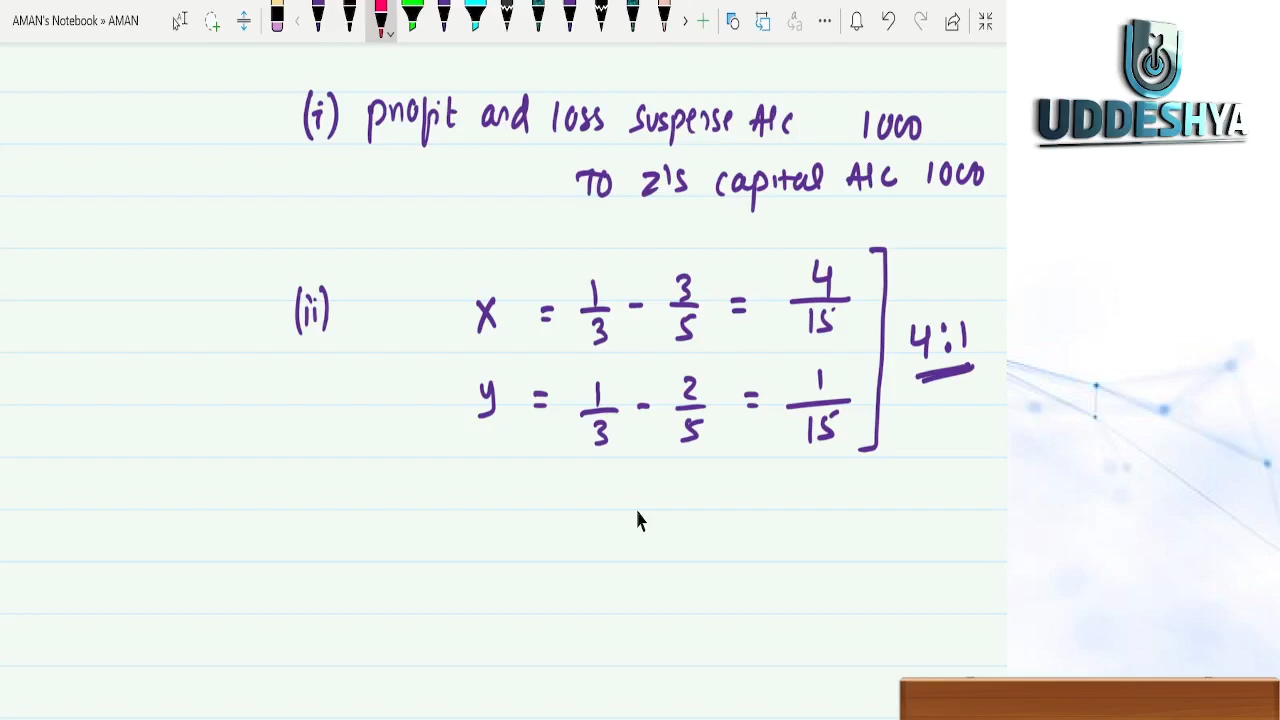 AMAN's Notebook » AMAN
UDDESHYA
(i) profit and loss suspense A/c 1000
TO Z's capital A/c 1000
(ii) X = 1/3 - 3/5 = 4/15
4:1
y = 1/3 - 2/5 = 1/15